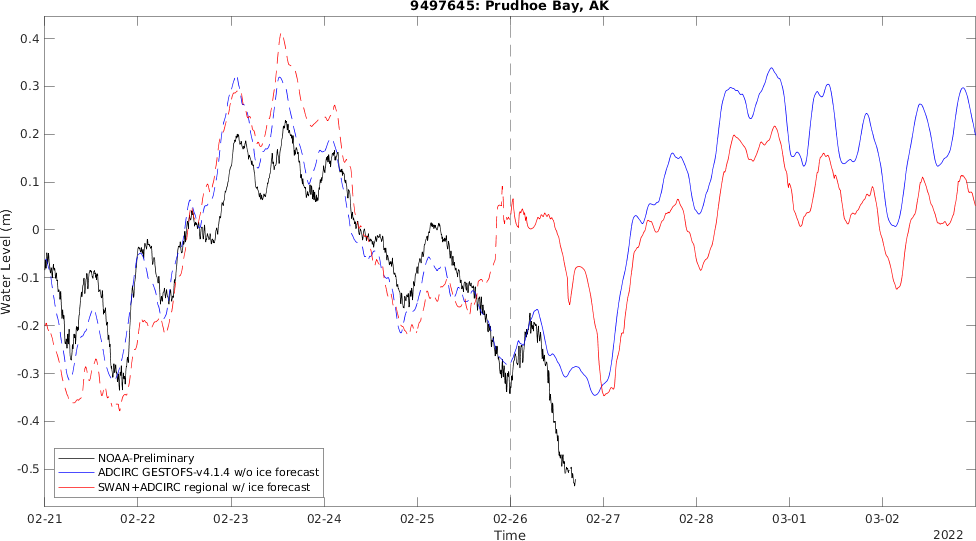 9497645: Prudhoe Bay, AK
Water Level (m)
0.4
0.3
0.2
0.1
0
-0.1
-0.2
-0.3
-0.4
-0.5
NOAA-Preliminary
ADCIRC GESTOFS-v4.1.4 w/o ice forecast
SWAN+ADCIRC regional w/ ice forecast
02-21 02-22 02-23 02-24 02-25 02-26 02-27 02-28 03-01 03-02
Time
2022